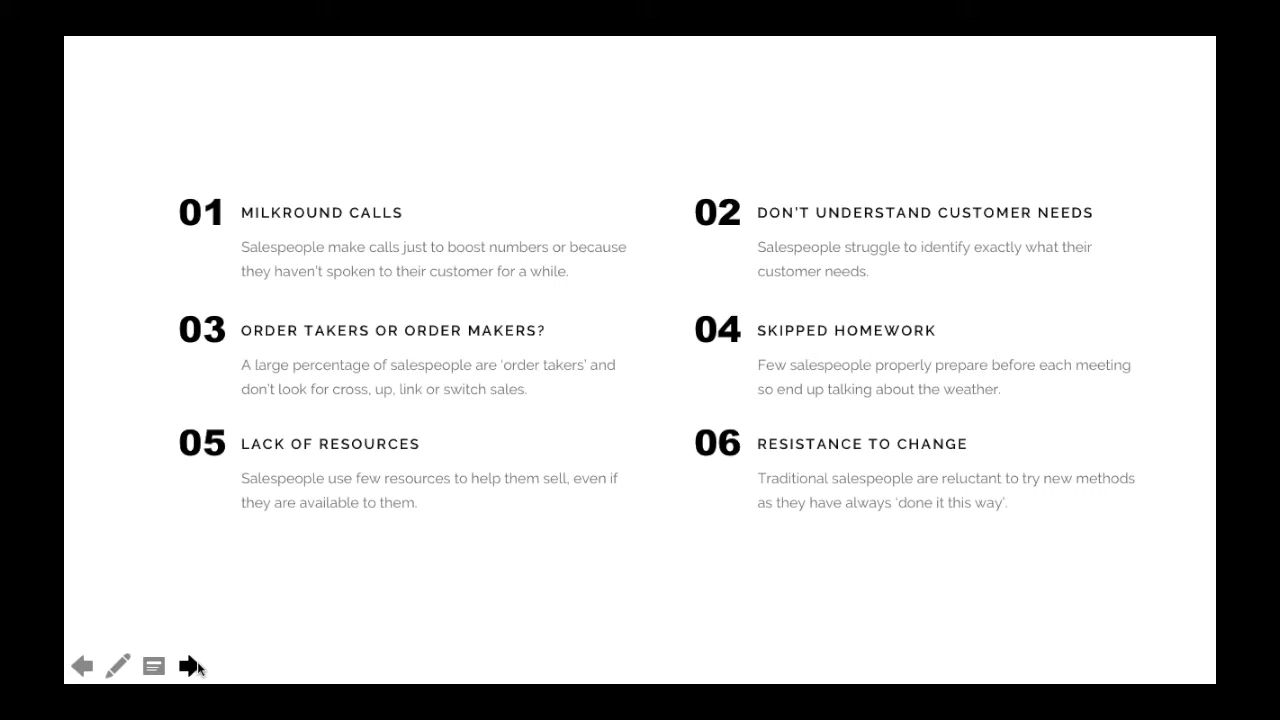 01 MILKROUND CALLS
Salespeople make calls just to boost numbers or because
they haven't spoken to their customer for a while.
02 DON'T UNDERSTAND CUSTOMER NEEDS
Salespeople struggle to identify exactly what their
customer needs.
03 ORDER TAKERS OR ORDER MAKERS?
A large percentage of salespeople are 'order takers' and
don't look for cross, up, link or switch sales.
04 SKIPPED HOMEWORK
Few salespeople properly prepare before each meeting
so end up talking about the weather.
05 LACK OF RESOURCES
Salespeople use few resources to help them sell, even if
they are available to them.
06 RESISTANCE TO CHANGE
Traditional salespeople are reluctant to try new methods
as they have always 'done it this way'.